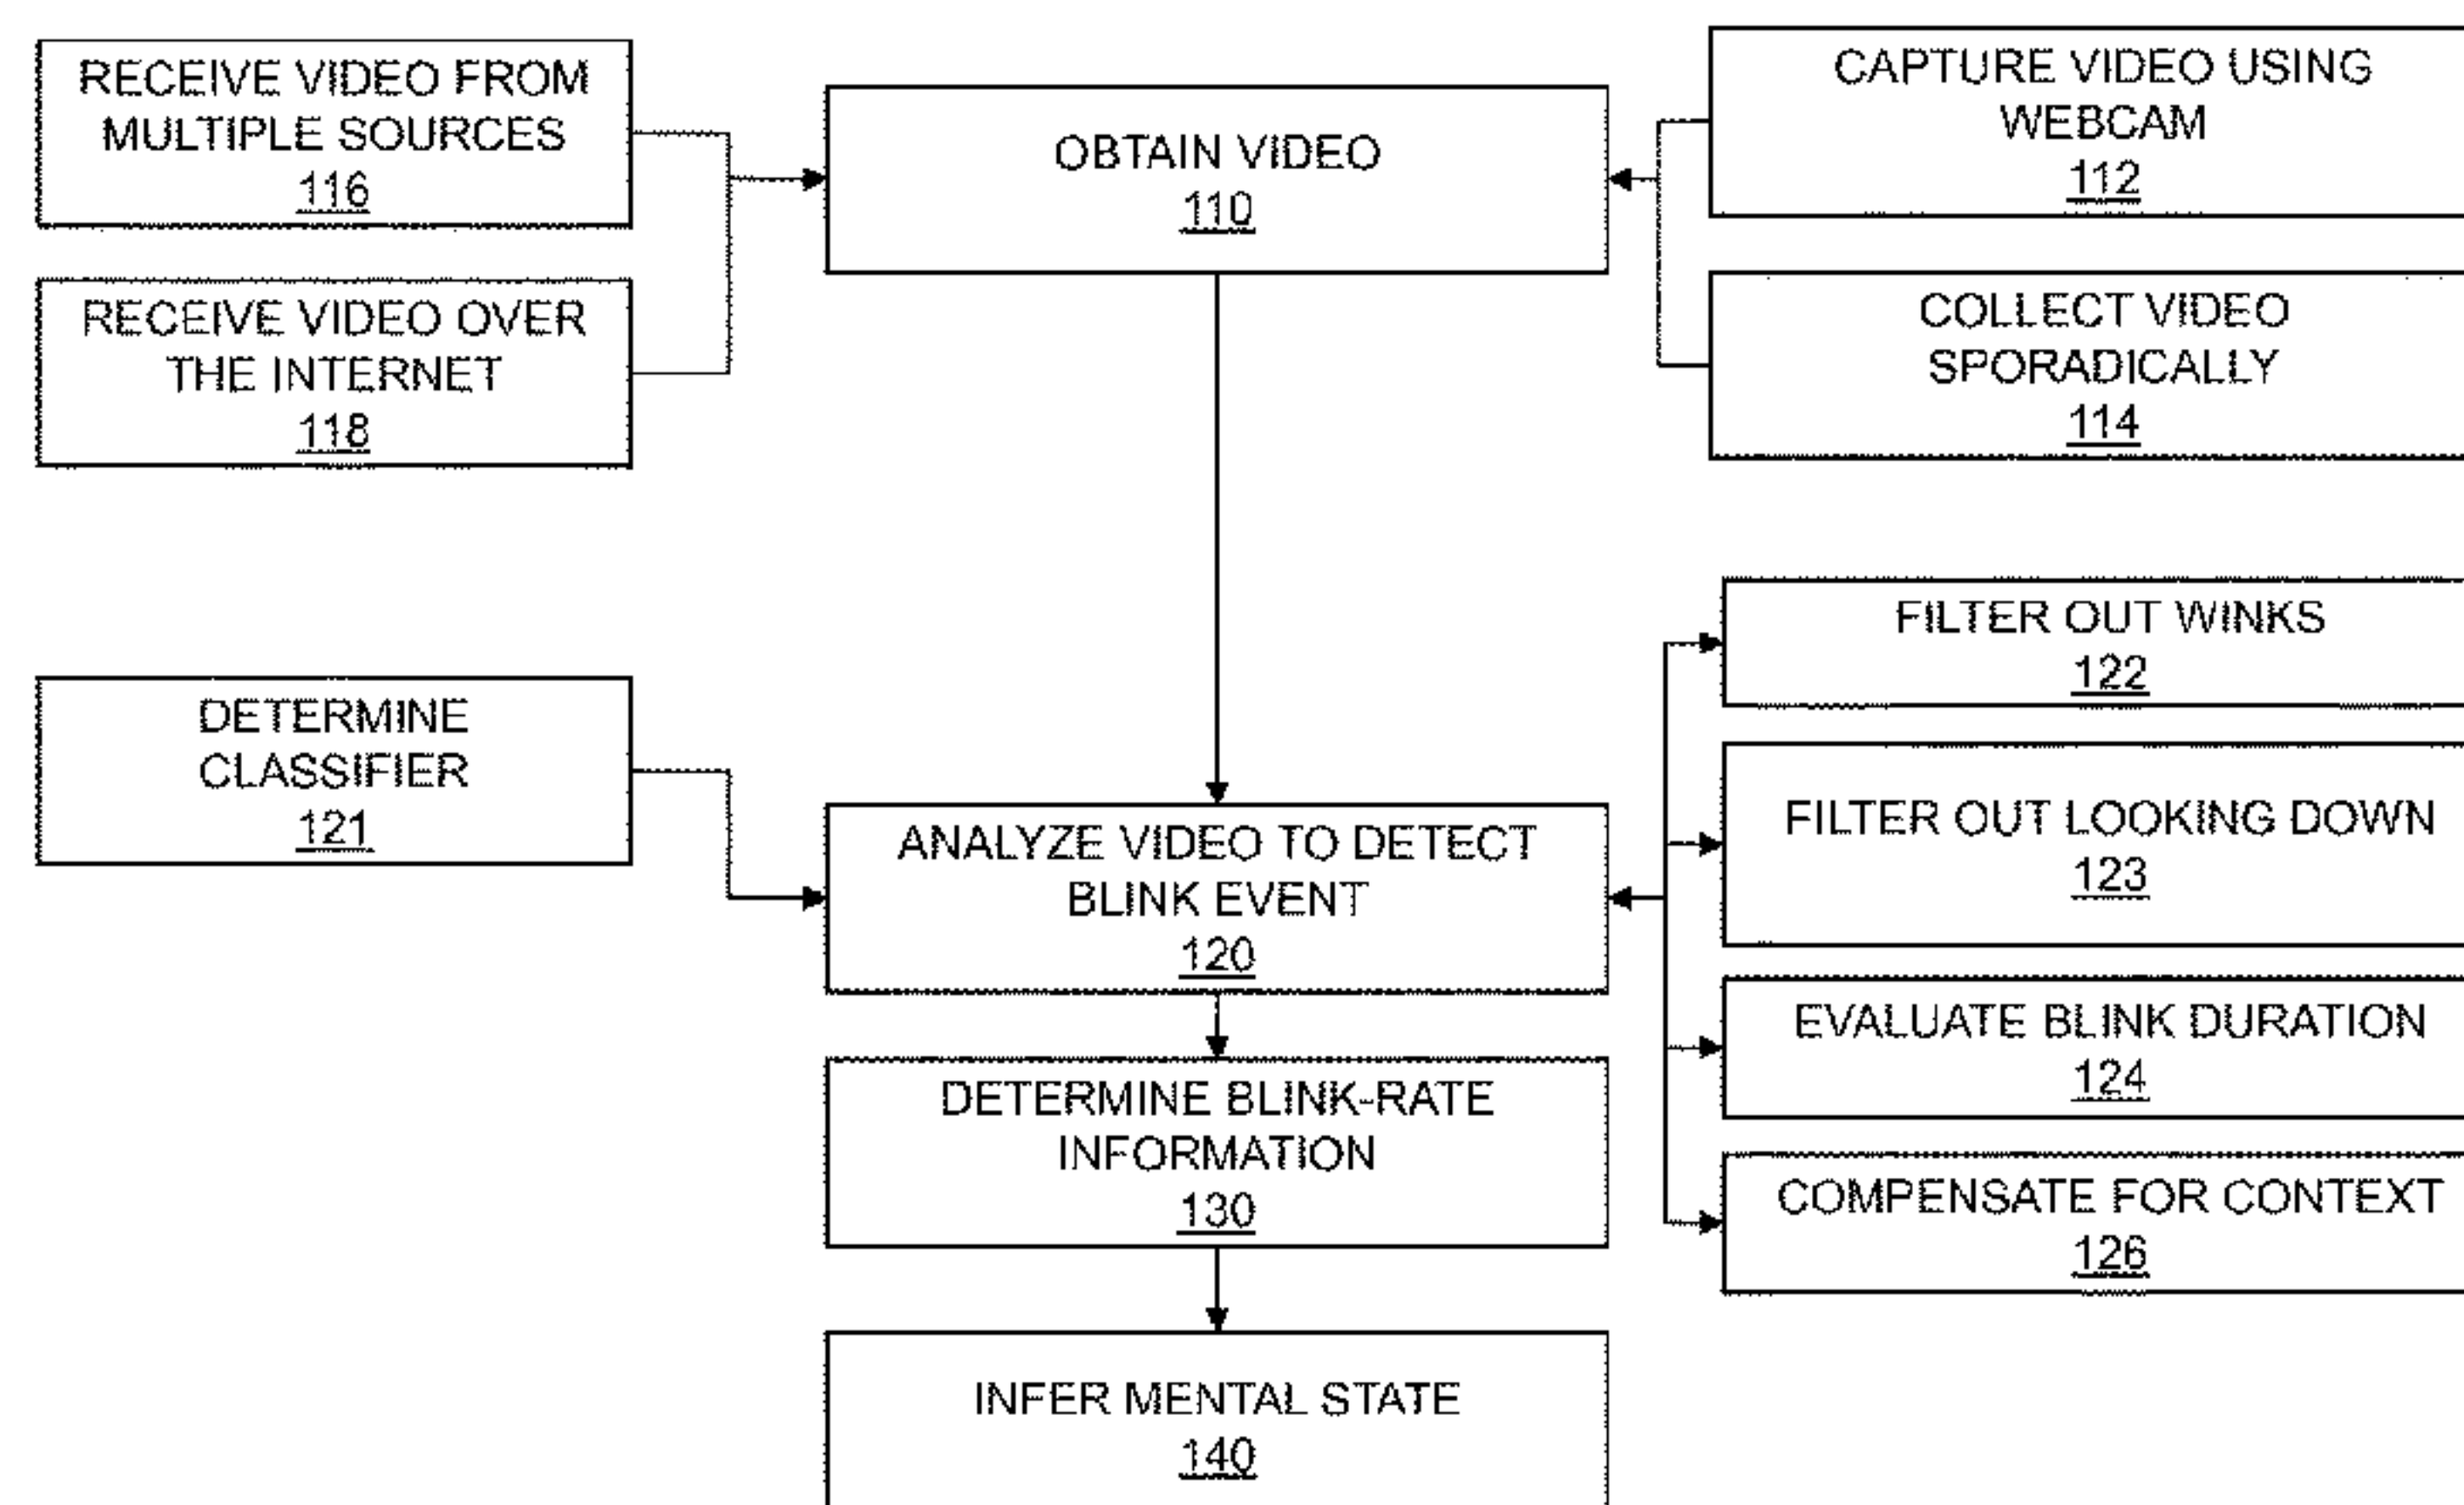 RECEIVE VIDEO FROM
MULTIPLE SOURCES
116
RECEIVE VIDEO OVER
THE INTERNET
118
OBTAIN VIDEO
110
CAPTURE VIDEO USING
WEBCAM
112
COLLECT VIDEO
SPORADICALLY
114
DETERMINE
CLASSIFIER
121
ANALYZE VIDEO TO DETECT
BLINK EVENT
120
FILTER OUT WINKS
122
FILTER OUT LOOKING DOWN
123
EVALUATE BLINK DURATION
124
COMPENSATE FOR CONTEXT
126
DETERMINE BLINK-RATE
INFORMATION
130
INFER MENTAL STATE
140